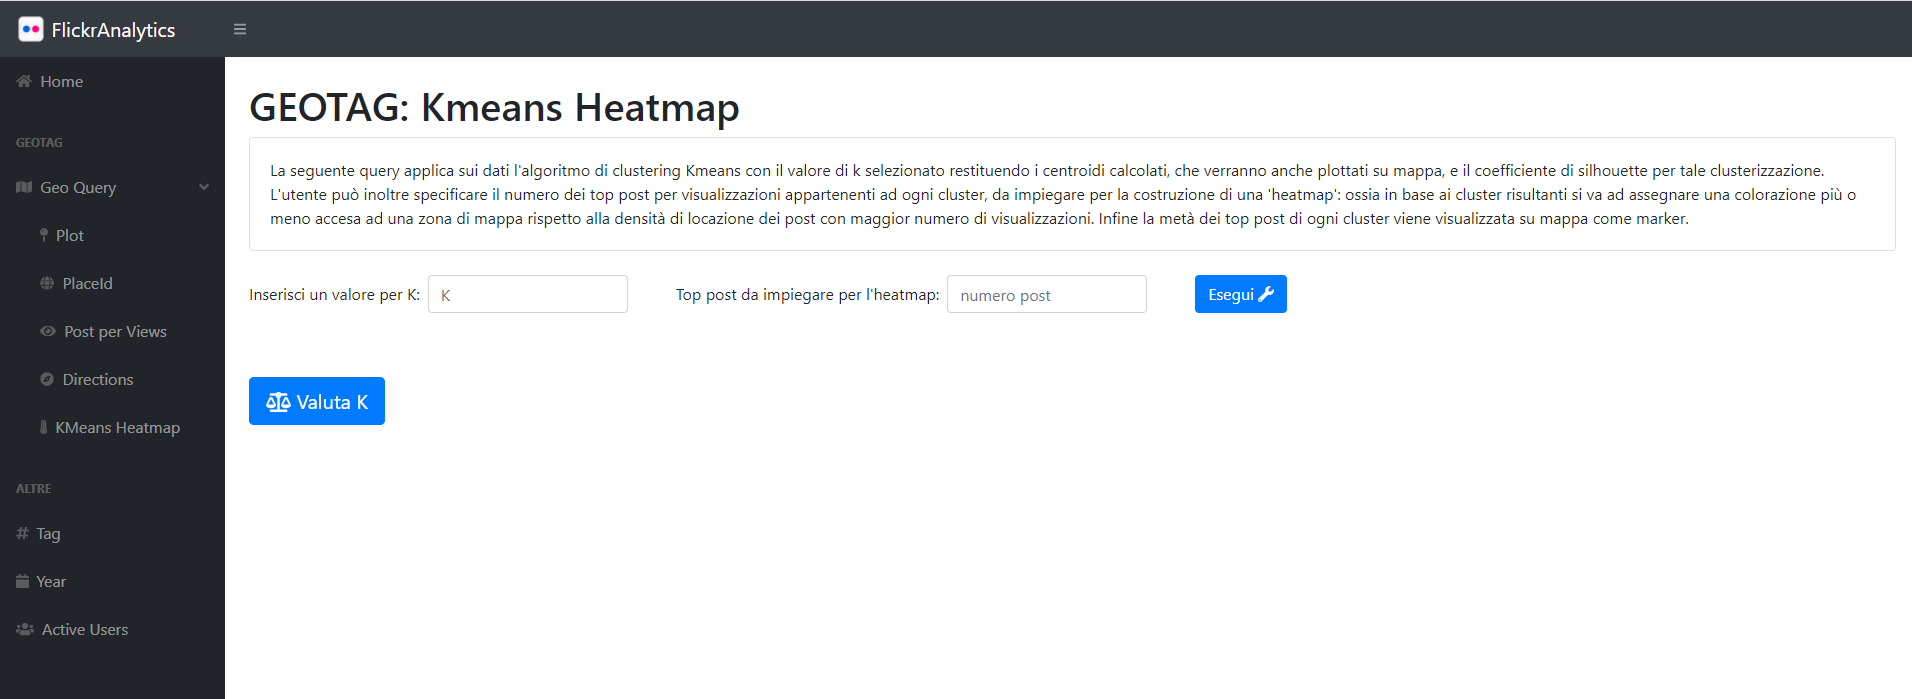 FlickrAnalytics
Home
GEOTAG
Geo Query
Plot
PlaceId
Post per Views
Directions
KMeans Heatmap
ALTRE
Tag
Year
Active Users
GEOTAG: Kmeans Heatmap
La seguente query applica sui dati l'algoritmo di clustering Kmeans con il valore di k selezionato restituendo i centroidi calcolati, che verranno anche plottati su mappa, e il coefficiente di silhouette per tale clusterizzazione.
L'utente può inoltre specificare il numero dei top post per visualizzazioni appartenenti ad ogni cluster, da impiegare per la costruzione di una 'heatmap': ossia in base ai cluster risultanti si va ad assegnare una colorazione più o
meno accesa ad una zona di mappa rispetto alla densità di locazione dei post con maggior numero di visualizzazioni. Infine la metà dei top post di ogni cluster viene visualizzata su mappa come marker.
Inserisci un valore per K: K Top post da impiegare per l'heatmap: numero post Esegui
Valuta K